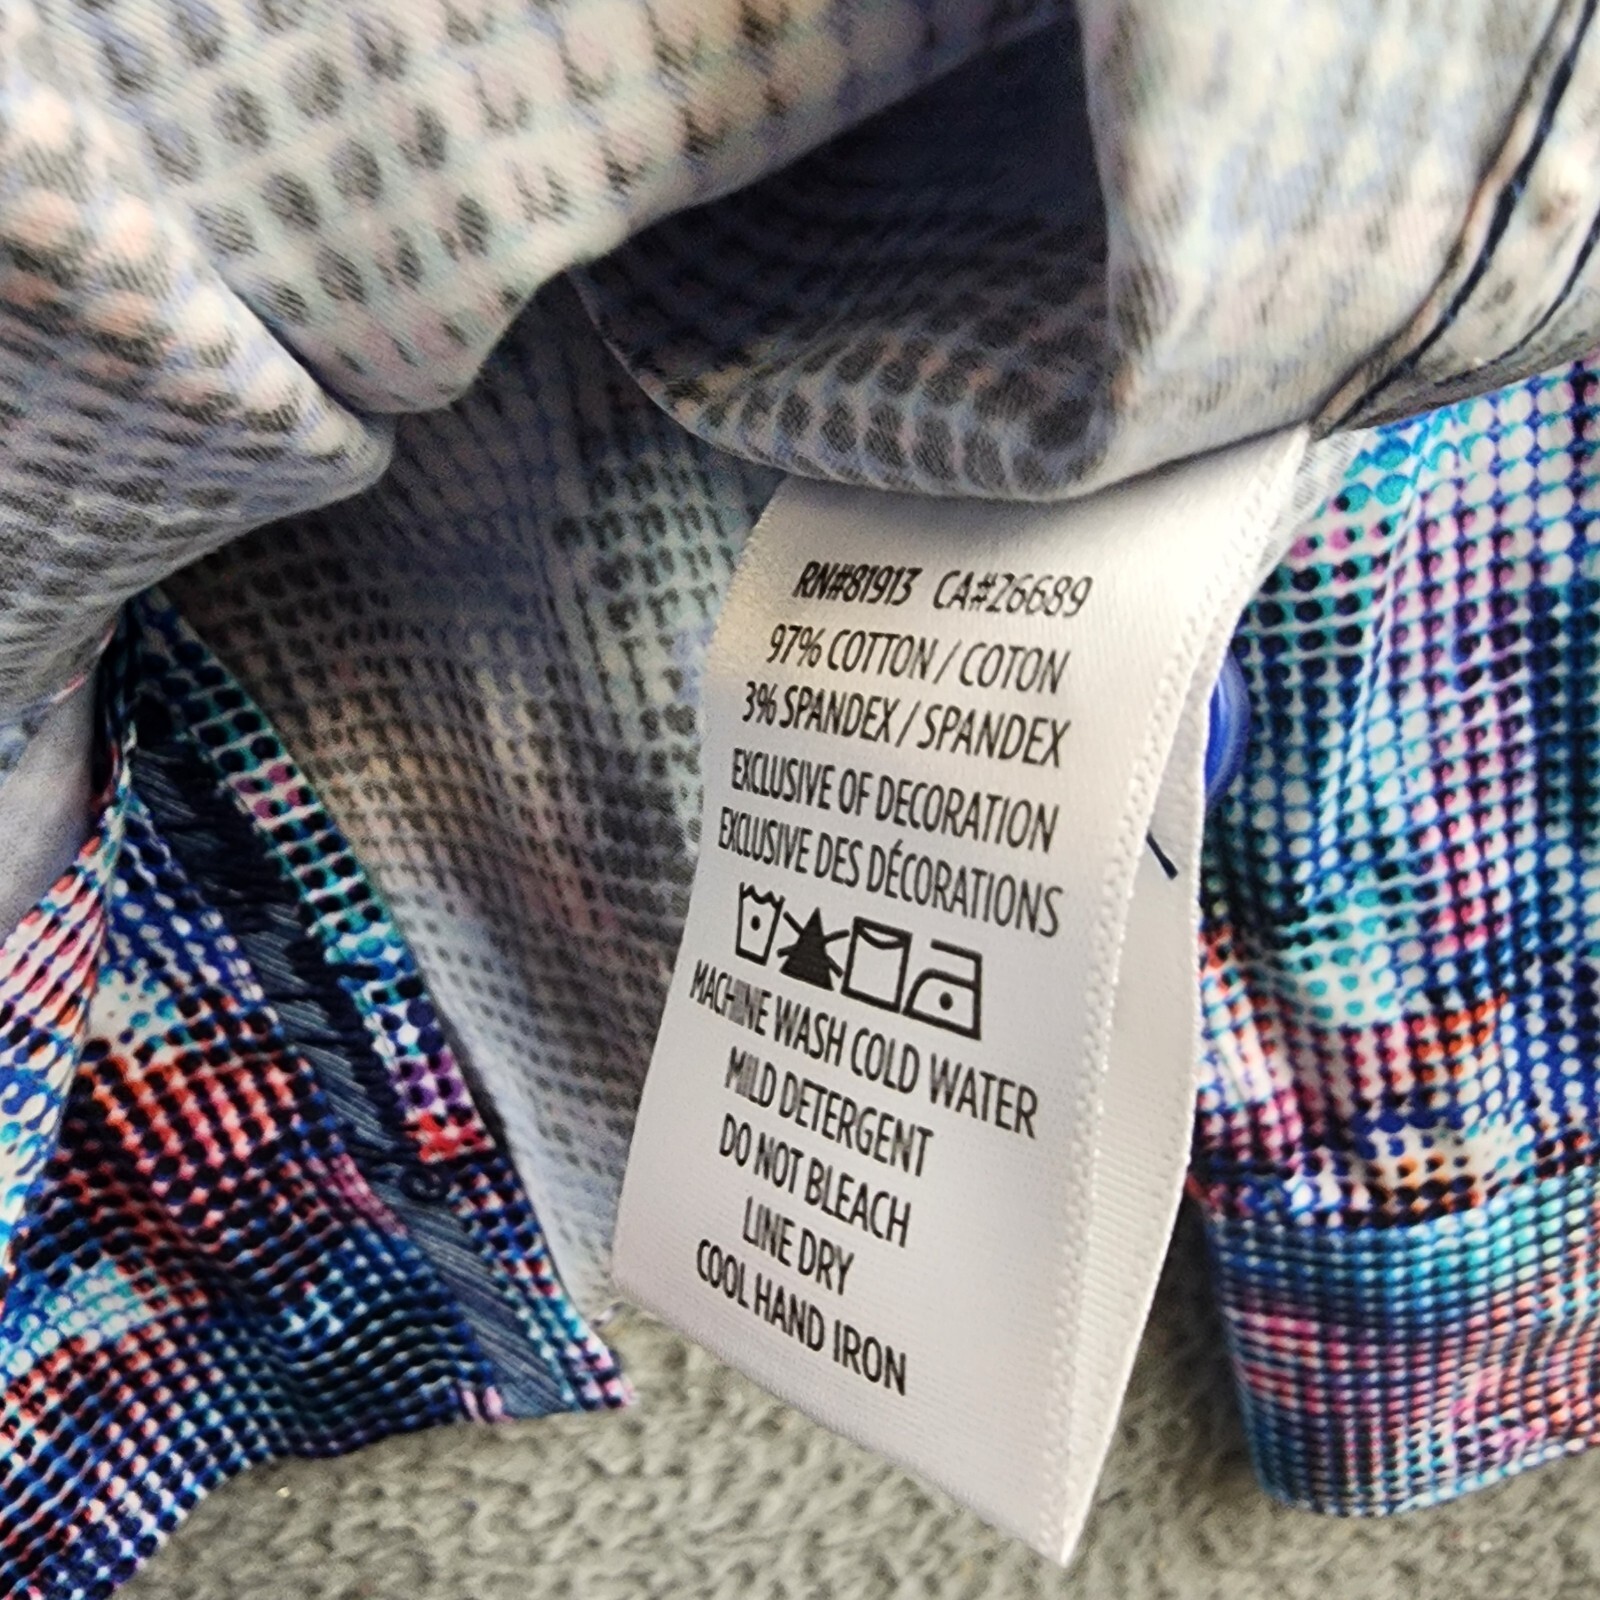 RN#81913 CA#26689
97% COTTON / COTON
3% SPANDEX / SPANDEX
EXCLUSIVE OF DECORATION
EXCLUSIVE DES DÉCORATIONS
MACHINE WASH COLD WATER
MILD DETERGENT
DO NOT BLEACH
LINE DRY
COOL HAND IRON